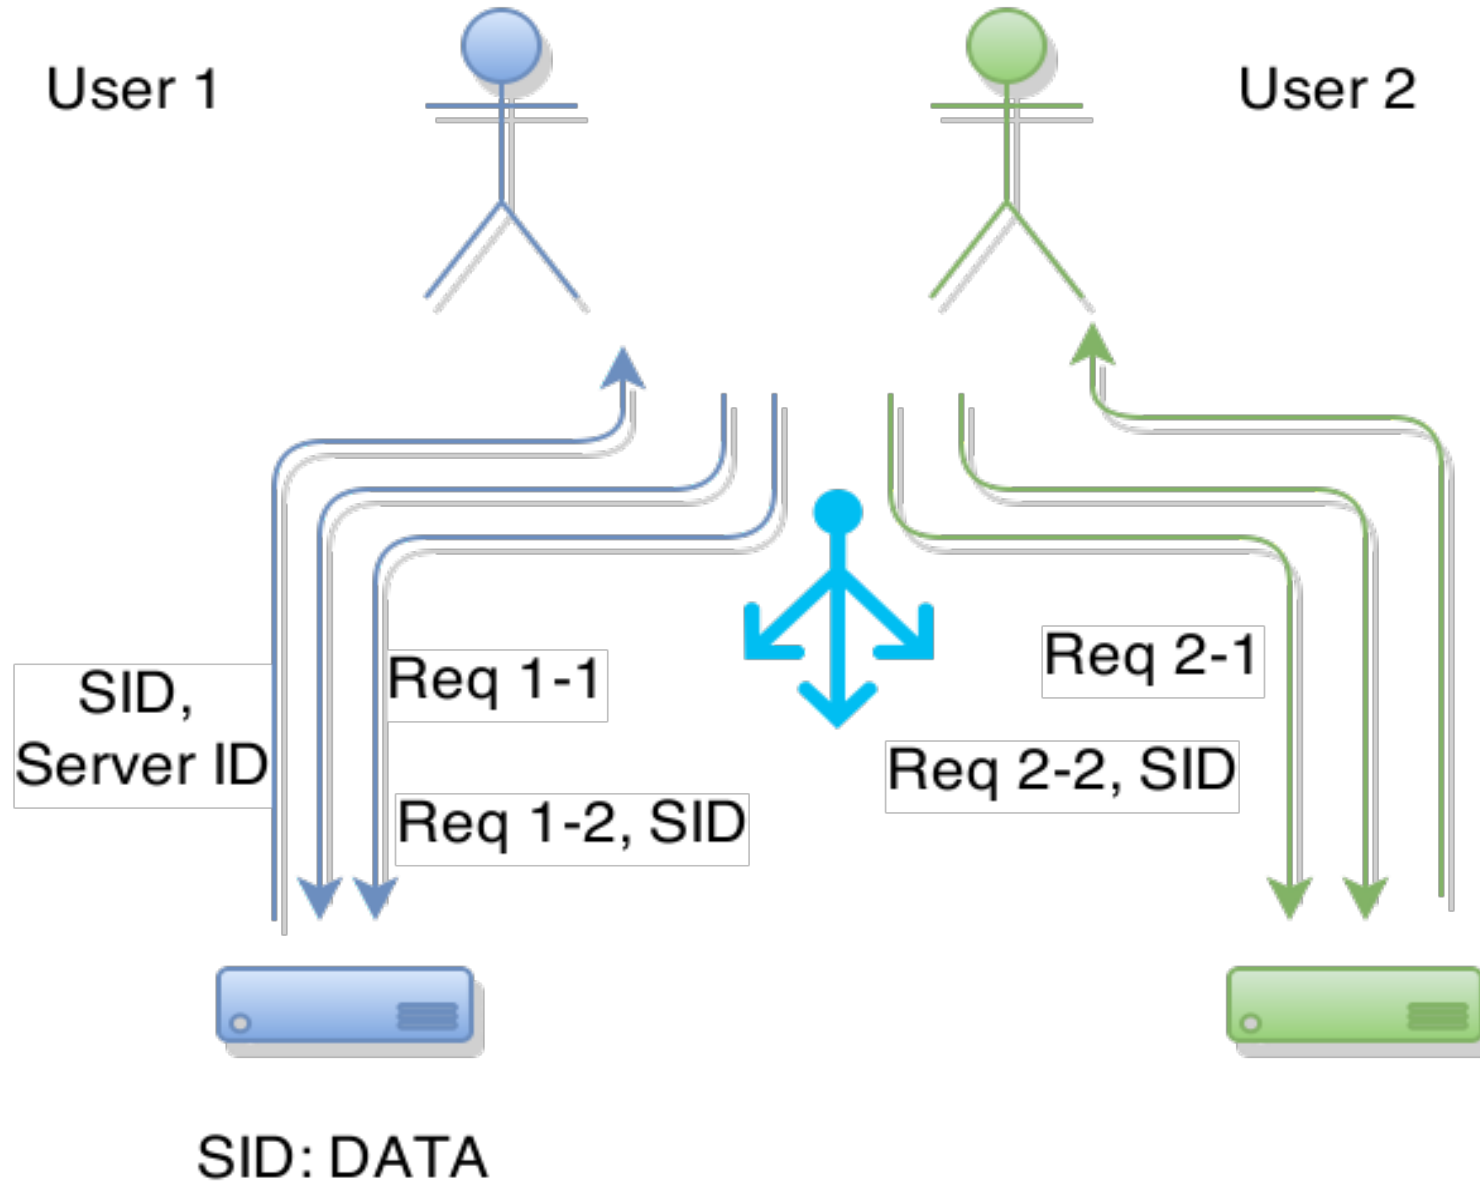 User 1
User 2
SID,
Server ID
Req 1-1
Req 1-2, SID
Req 2-1
Req 2-2, SID
SID: DATA